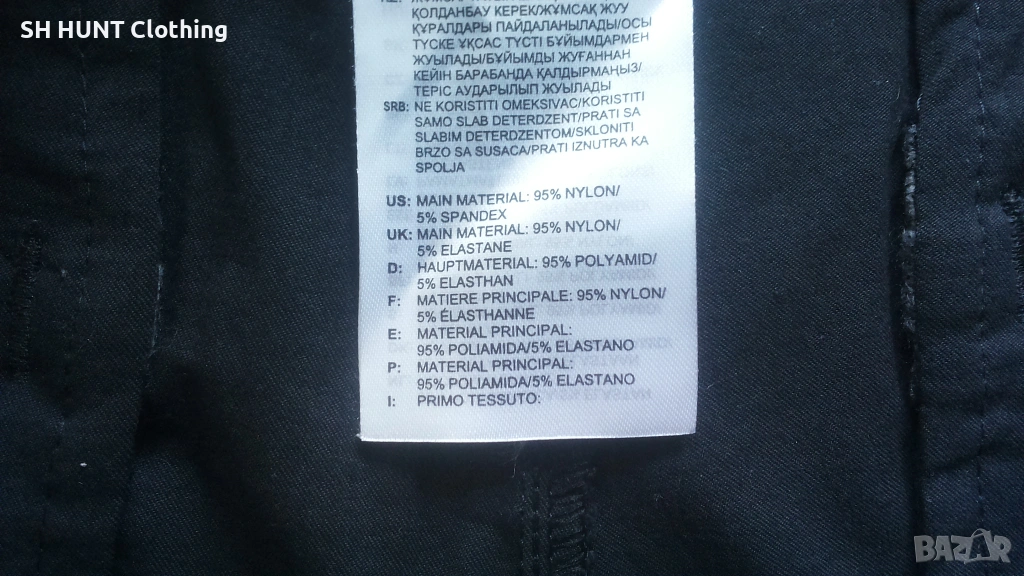 SH HUNT Clothing
ҚОЛДАНБАУ КЕРЕК/ЖҰМСАҚ ЖУУ
ҚҰРАЛДАРЫ ПАЙДАЛАНЫЛАДЫ/ОСЫ
ТҮСКЕ ҰҚСАС ТҮСТІ БҰЙЫМДАРМЕН
ЖУЫЛАДЫ/БҰЙЫМДЫ ЖУҒАННАН
КЕЙІН БАРАБАНДА ҚАЛДЫРМАҢЫЗ/
ТЕРІС АУДАРЫЛЫП ЖУЫЛАДЫ
SRB: NE KORISTITI OMEKSIVAC/KORISTITI
SAMO SLAB DETERDZENT/PRATI SA
SLABIM DETERDZENTOM/SKLONITI
BRZO SA SUSACA/PRATI IZNUTRA KA
SPOLJA
US: MAIN MATERIAL: 95% NYLON/
5% SPANDEX
UK: MAIN MATERIAL: 95% NYLON/
5% ELASTANE
D: HAUPTMATERIAL: 95% POLYAMID/
5% ELASTHAN
F: MATIERE PRINCIPALE: 95% NYLON/
5% ÉLASTHANNE
E: MATERIAL PRINCIPAL:
95% POLIAMIDA/5% ELASTANO
P: MATERIAL PRINCIPAL:
95% POLIAMIDA/5% ELASTANO
I: PRIMO TESSUTO:
BAZAR